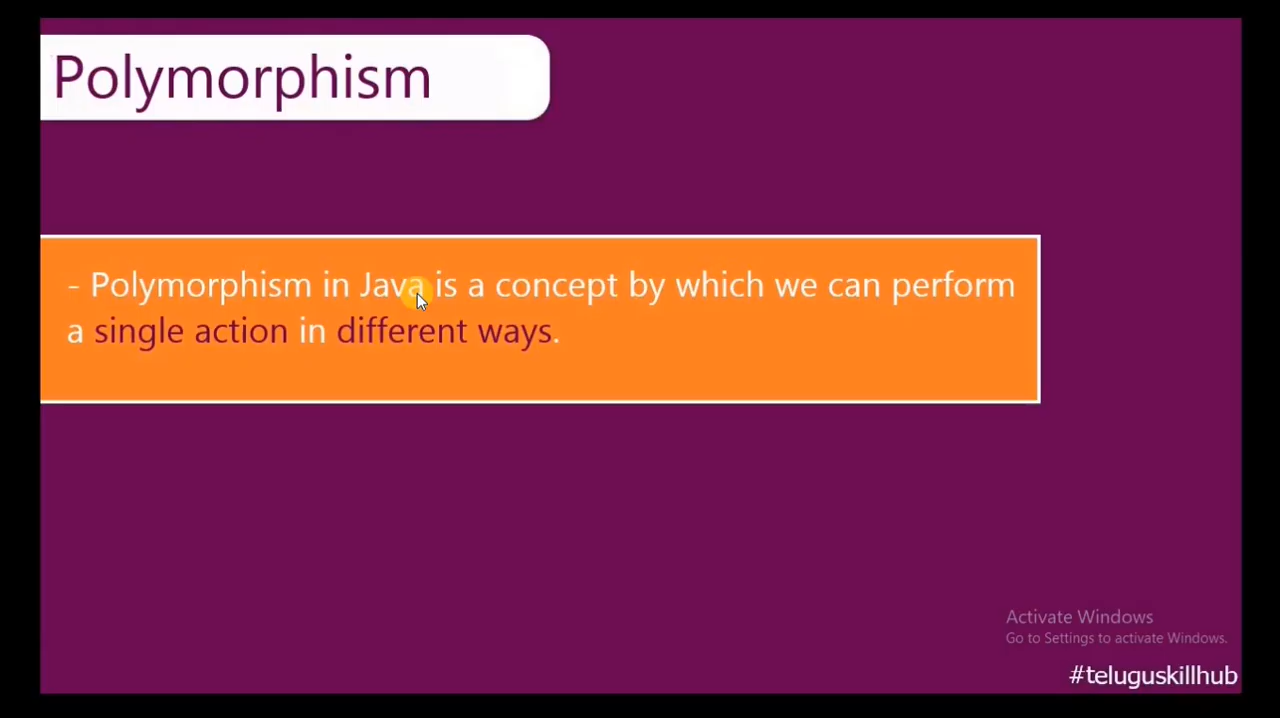 Polymorphism
- Polymorphism in Java is a concept by which we can perform
a single action in different ways.
Activate Windows
Go to Settings to activate Windows.
#teluguskillhub